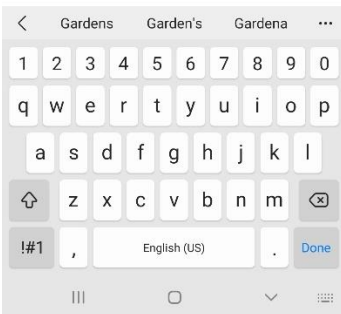 Gardens Garden's Gardena
1 2 3 4 5 6 7 8 9 0
q w e r t y u i o p
a s d f g h j k l
z x c v b n m
!#1 , English (US) . Done